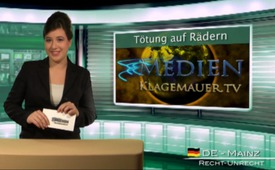 Tötung auf Rädern
MEDIEN
KLAGEMAUER.TV
DE - MAINZ
RECHT-UNRECHT